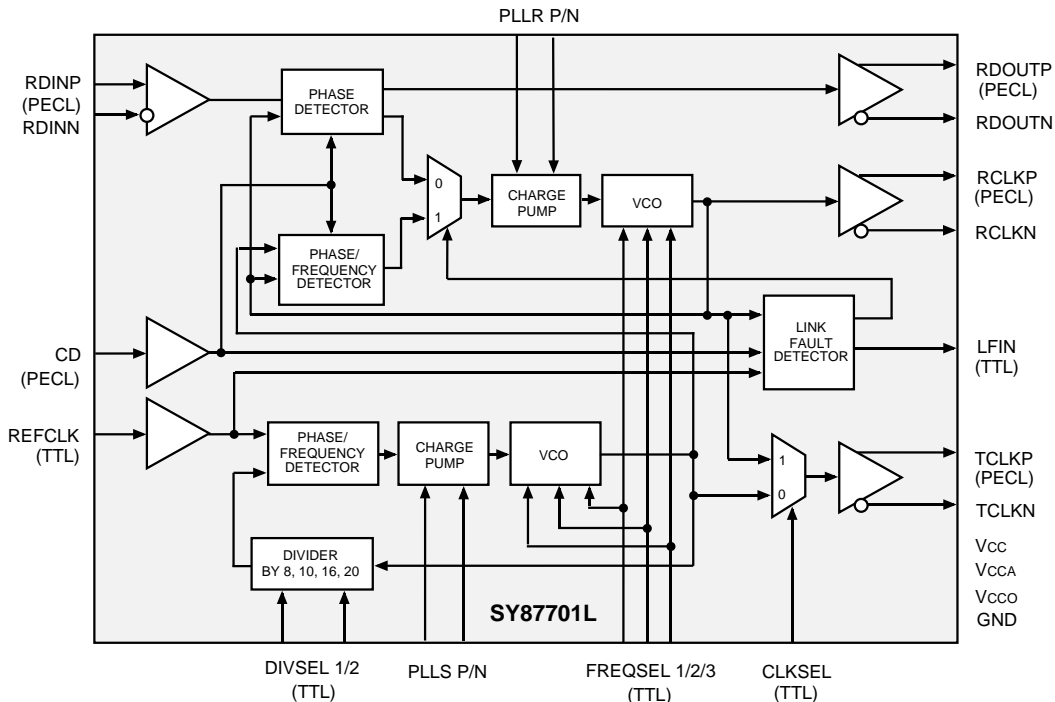 PLLR P/N
RDINP
(PECL)
RDINN
PHASE
DETECTOR
RDOUTP
(PECL)
RDOUTN
0
1
CHARGE
PUMP
VCO
RCLKP
(PECL)
RCLKN
PHASE/
FREQUENCY
DETECTOR
CD
(PECL)
LINK
FAULT
DETECTOR
LFIN
(TTL)
REFCLK
(TTL)
PHASE/
FREQUENCY
DETECTOR
CHARGE
PUMP
VCO
1
0
TCLKP
(PECL)
TCLKN
DIVIDER
BY 8, 10, 16, 20
VCC
VCCA
VCCO
GND
SY87701L
DIVSEL 1/2
(TTL)
PLLS P/N
FREQSEL 1/2/3
(TTL)
CLKSEL
(TTL)